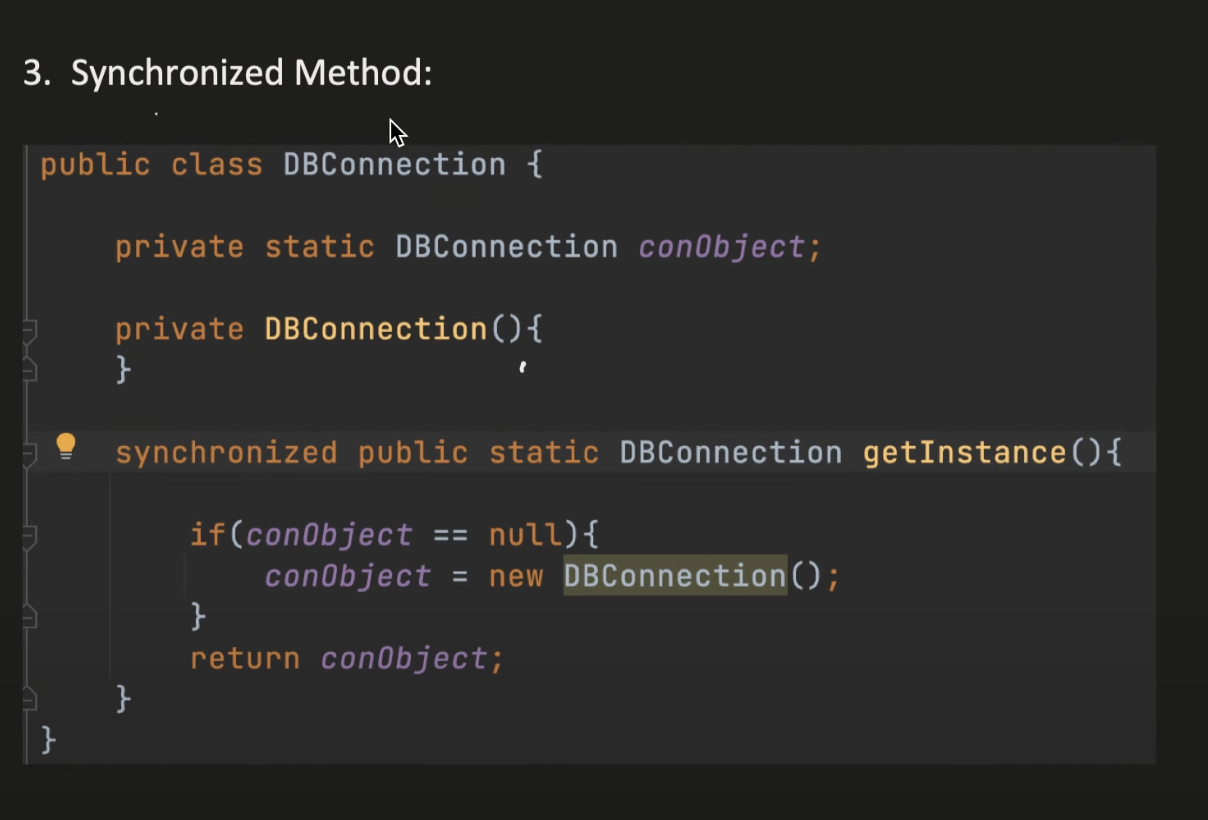 3. Synchronized Method:
public class DBConnection {
private static DBConnection conObject;
private DBConnection(){
}
synchronized public static DBConnection getInstance(){
if(conObject == null){
conObject = new DBConnection();
}
return conObject;
}
}